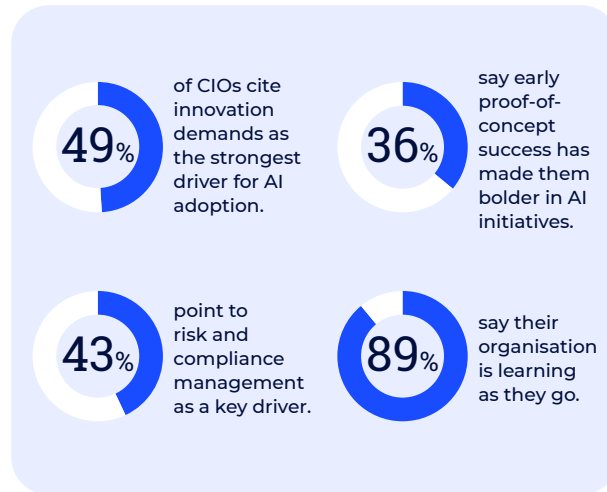 49%
of CIOs cite
innovation
demands as
the strongest
driver for AI
adoption.
36%
say early
proof-of-
concept
success has
made them
bolder in AI
initiatives.
43%
point to
risk and
compliance
management
as a key driver.
89%
say their
organisation
is learning
as they go.